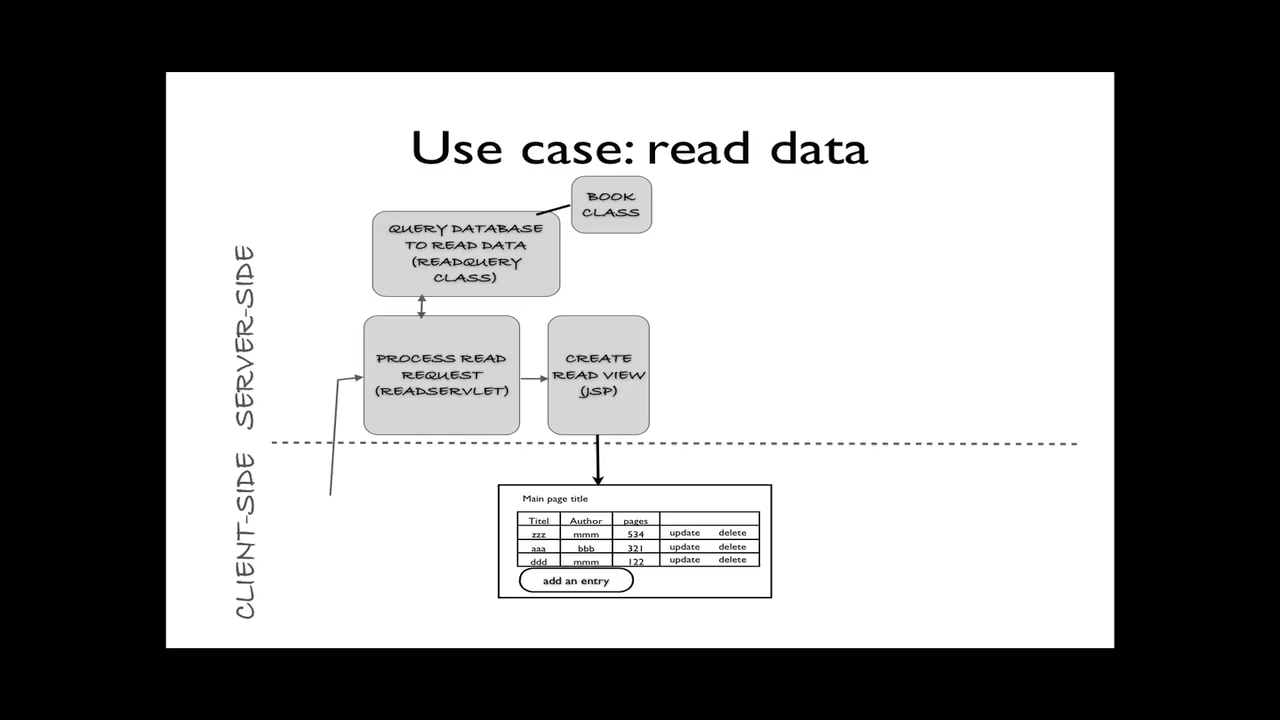 Use case: read data
BOOK
CLASS
QUERY DATABASE
TO READ DATA
(READQUERY
CLASS)
SERVER-SIDE
PROCESS READ
REQUEST
(READSERVLET)
CREATE
READ VIEW
(JSP)
CLIENT-SIDE
Main page title
Titel Author pages
zzz mmm 534 update delete
aaa bbb 321 update delete
ddd mmm 122 update delete
add an entry